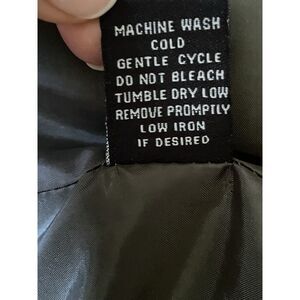 MACHINE WASH
COLD
GENTLE CYCLE
DO NOT BLEACH
TUMBLE DRY LOW
REMOVE PROMPTLY
LOW IRON
IF DESIRED